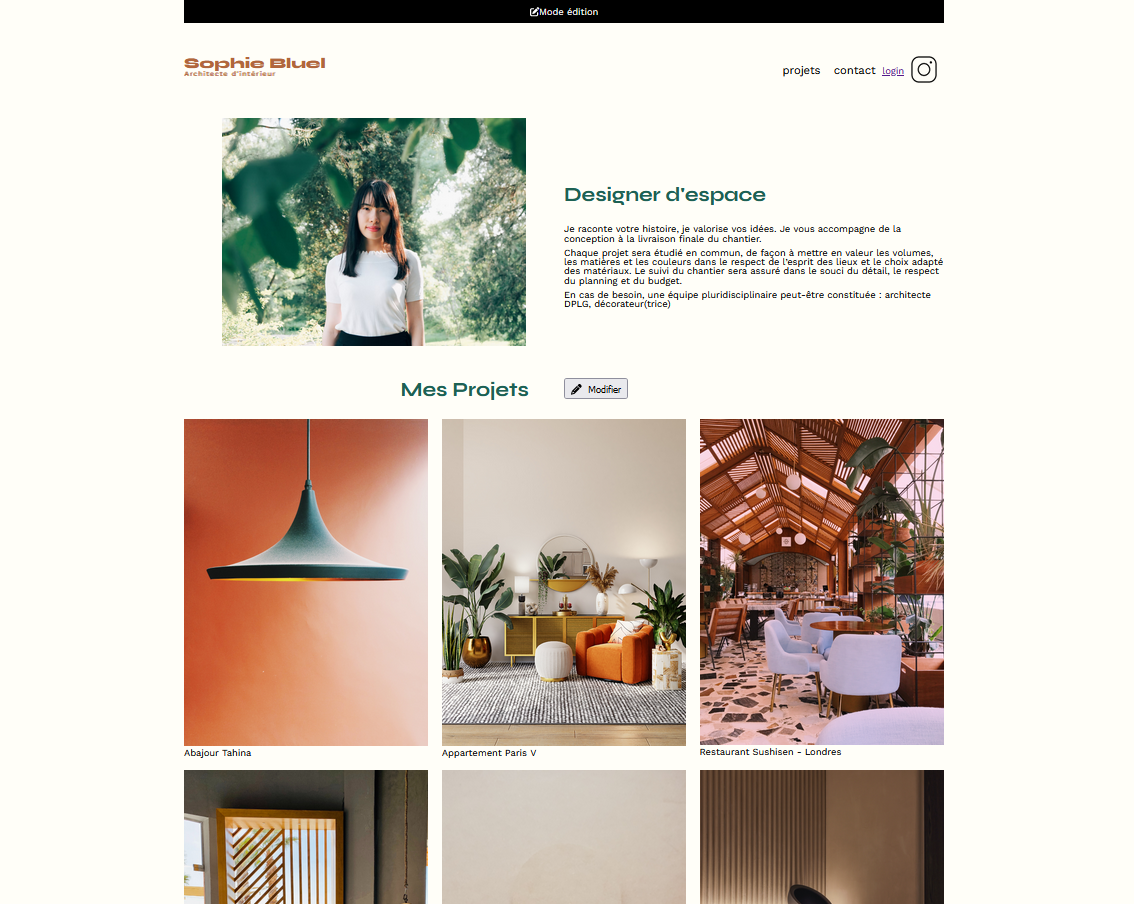 Mode édition
Sophie Bluel
Architecte d'intérieur
projets contact login
Designer d'espace
Je raconte votre histoire, je valorise vos idées. Je vous accompagne de la
conception à la livraison finale du chantier.
Chaque projet sera étudié en commun, de façon à mettre en valeur les volumes,
les matières et les couleurs dans le respect de l'esprit des lieux et le choix adapté
des matériaux. Le suivi du chantier sera assuré dans le souci du détail, le respect
du planning et du budget.
En cas de besoin, une équipe pluridisciplinaire peut-être constituée : architecte
DPLG, décorateur(trice)
Mes Projets
Modifier
Abajour Tahina
Appartement Paris V
Restaurant Sushisen - Londres